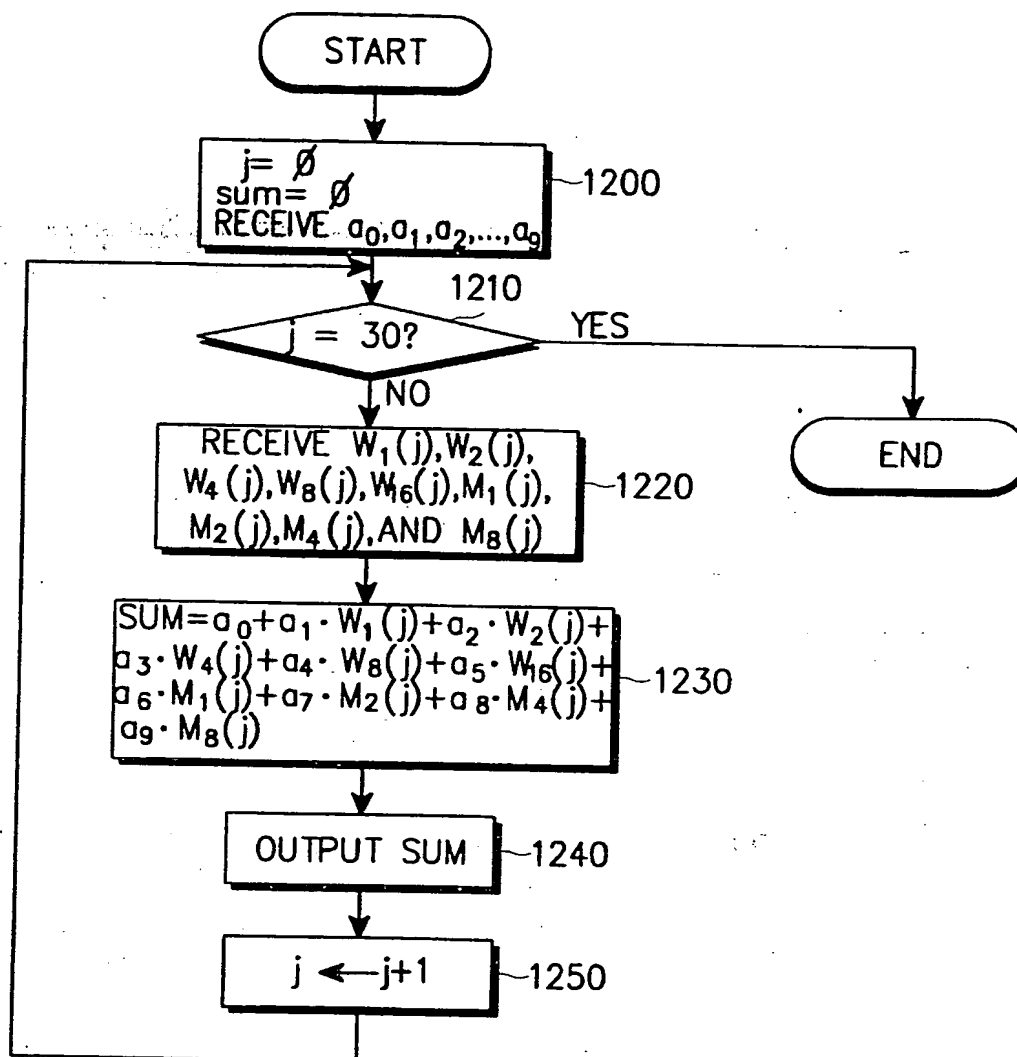 START
j= Ø
sum= Ø
RECEIVE a₀,a₁,a₂,...,a₉
1200
1210
j = 30?
YES
NO
END
RECEIVE W₁(j),W₂(j),
W₄(j),W₈(j),W₁₆(j),M₁(j),
M₂(j),M₄(j),AND M₈(j)
1220
SUM=a₀+a₁·W₁(j)+a₂·W₂(j)+
a₃·W₄(j)+a₄·W₈(j)+a₅·W₁₆(j)+
a₆·M₁(j)+a₇·M₂(j)+a₈·M₄(j)+
a₉·M₈(j)
1230
OUTPUT SUM
1240
j ← j+1
1250